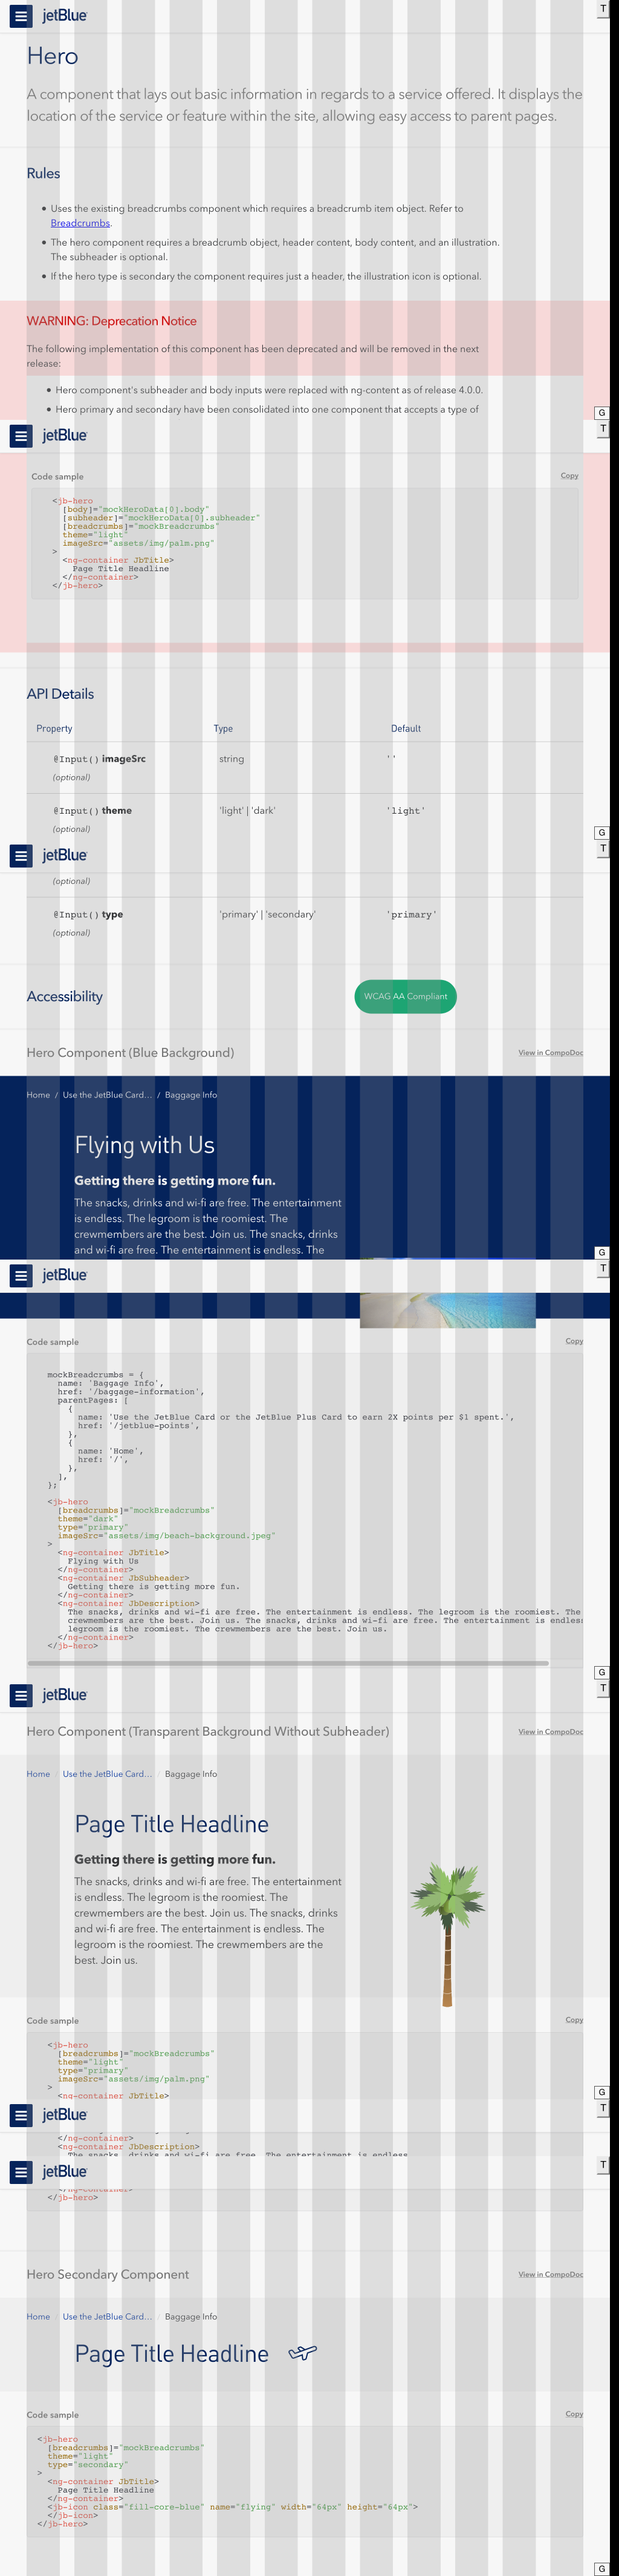 jetBlue
T
Hero
A component that lays out basic information in regards to a service offered. It displays the
location of the service or feature within the site, allowing easy access to parent pages.
Rules
Uses the existing breadcrumbs component which requires a breadcrumb item object. Refer to
Breadcrumbs.
The hero component requires a breadcrumb object, header content, body content, and an illustration.
The subheader is optional.
If the hero type is secondary the component requires just a header, the illustration icon is optional.
WARNING: Deprecation Notice
The following implementation of this component has been deprecated and will be removed in the next
release:
Hero component's subheader and body inputs were replaced with ng-content as of release 4.0.0.
Hero primary and secondary have been consolidated into one component that accepts a type of
G
jetBlue
T
Code sample
Copy
<jb-hero
[body]="mockHeroData[0].body"
[subheader]="mockHeroData[0].subheader"
[breadcrumbs]="mockBreadcrumbs"
theme="light"
imageSrc="assets/img/palm.png"
>
<ng-container JbTitle>
Page Title Headline
</ng-container>
</jb-hero>
API Details
Property Type Default
@Input() imageSrc string ''
(optional)
@Input() theme 'light' | 'dark' 'light'
(optional)
G
jetBlue
T
(optional)
@Input() type 'primary' | 'secondary' 'primary'
(optional)
Accessibility
WCAG AA Compliant
Hero Component (Blue Background)
View in CompoDoc
Home / Use the JetBlue Card... / Baggage Info
Flying with Us
Getting there is getting more fun.
The snacks, drinks and wi-fi are free. The entertainment
is endless. The legroom is the roomiest. The
crewmembers are the best. Join us. The snacks, drinks
and wi-fi are free. The entertainment is endless. The
G
jetBlue
T
Code sample
Copy
mockBreadcrumbs = {
name: 'Baggage Info',
href: '/baggage-information',
parentPages: [
{
name: 'Use the JetBlue Card or the JetBlue Plus Card to earn 2X points per $1 spent.',
href: '/jetblue-points',
},
{
name: 'Home',
href: '/',
},
],
};
<jb-hero
[breadcrumbs]="mockBreadcrumbs"
theme="dark"
type="primary"
imageSrc="assets/img/beach-background.jpeg"
>
<ng-container JbTitle>
Flying with Us
</ng-container>
<ng-container JbSubheader>
Getting there is getting more fun.
</ng-container>
<ng-container JbDescription>
The snacks, drinks and wi-fi are free. The entertainment is endless. The legroom is the roomiest. The
crewmembers are the best. Join us. The snacks, drinks and wi-fi are free. The entertainment is endless
legroom is the roomiest. The crewmembers are the best. Join us.
</ng-container>
</jb-hero>
G
jetBlue
T
Hero Component (Transparent Background Without Subheader)
View in CompoDoc
Home / Use the JetBlue Card... / Baggage Info
Page Title Headline
Getting there is getting more fun.
The snacks, drinks and wi-fi are free. The entertainment
is endless. The legroom is the roomiest. The
crewmembers are the best. Join us. The snacks, drinks
and wi-fi are free. The entertainment is endless. The
legroom is the roomiest. The crewmembers are the
best. Join us.
Code sample
Copy
<jb-hero
[breadcrumbs]="mockBreadcrumbs"
theme="light"
type="primary"
imageSrc="assets/img/palm.png"
>
<ng-container JbTitle>
G
jetBlue
T
</ng-container>
<ng-container JbDescription>
The snacks, drinks and wi-fi are free. The entertainment is endless
jetBlue
T
</ng-container>
</jb-hero>
Hero Secondary Component
View in CompoDoc
Home / Use the JetBlue Card... / Baggage Info
Page Title Headline
Code sample
Copy
<jb-hero
[breadcrumbs]="mockBreadcrumbs"
theme="light"
type="secondary"
>
<ng-container JbTitle>
Page Title Headline
</ng-container>
<jb-icon class="fill-core-blue" name="flying" width="64px" height="64px">
</jb-icon>
</jb-hero>
G